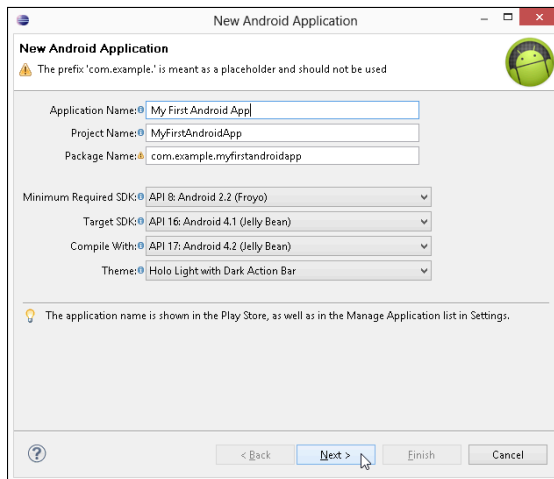 New Android Application
New Android Application
The prefix 'com.example.' is meant as a placeholder and should not be used
Application Name: My First Android App
Project Name: MyFirstAndroidApp
Package Name: com.example.myfirstandroidapp
Minimum Required SDK: API 8: Android 2.2 (Froyo)
Target SDK: API 16: Android 4.1 (Jelly Bean)
Compile With: API 17: Android 4.2 (Jelly Bean)
Theme: Holo Light with Dark Action Bar
The application name is shown in the Play Store, as well as in the Manage Application list in Settings.
< Back Next > Finish Cancel